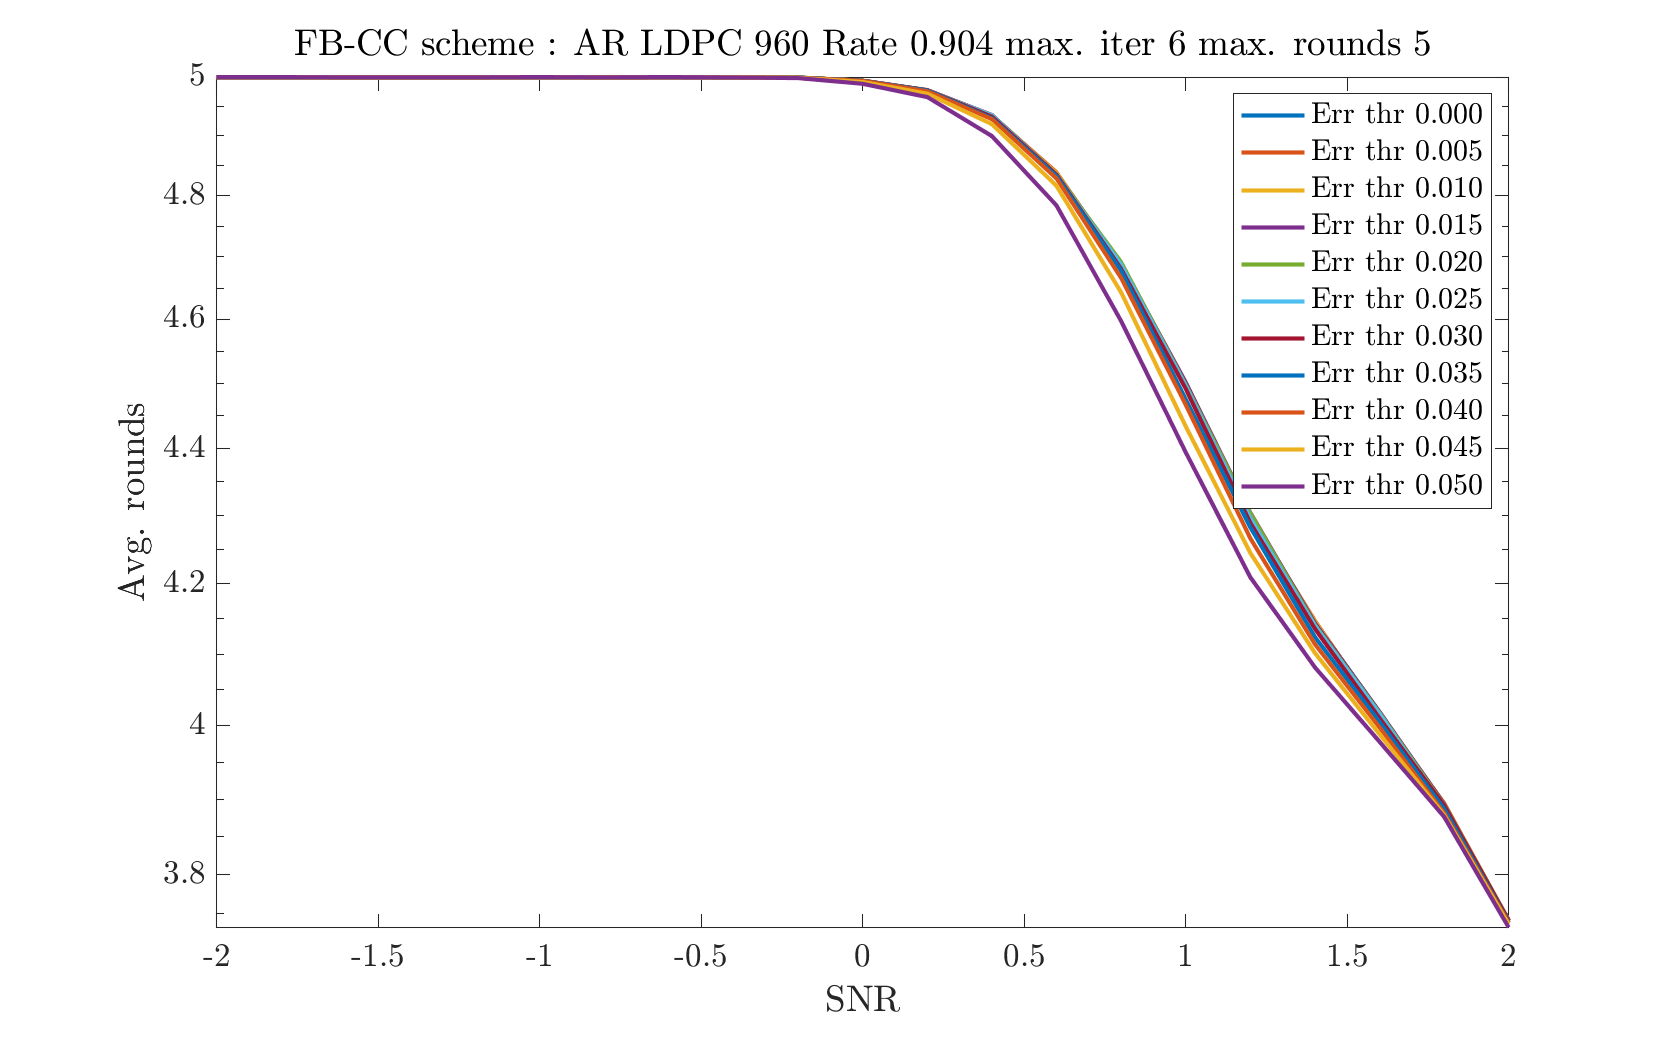 FB-CC scheme : AR LDPC 960 Rate 0.904 max. iter 6 max. rounds 5
5
4.8
4.6
4.4
4.2
4
3.8
Avg. rounds
Err thr 0.000
Err thr 0.005
Err thr 0.010
Err thr 0.015
Err thr 0.020
Err thr 0.025
Err thr 0.030
Err thr 0.035
Err thr 0.040
Err thr 0.045
Err thr 0.050
-2 -1.5 -1 -0.5 0 0.5 1 1.5 2
SNR